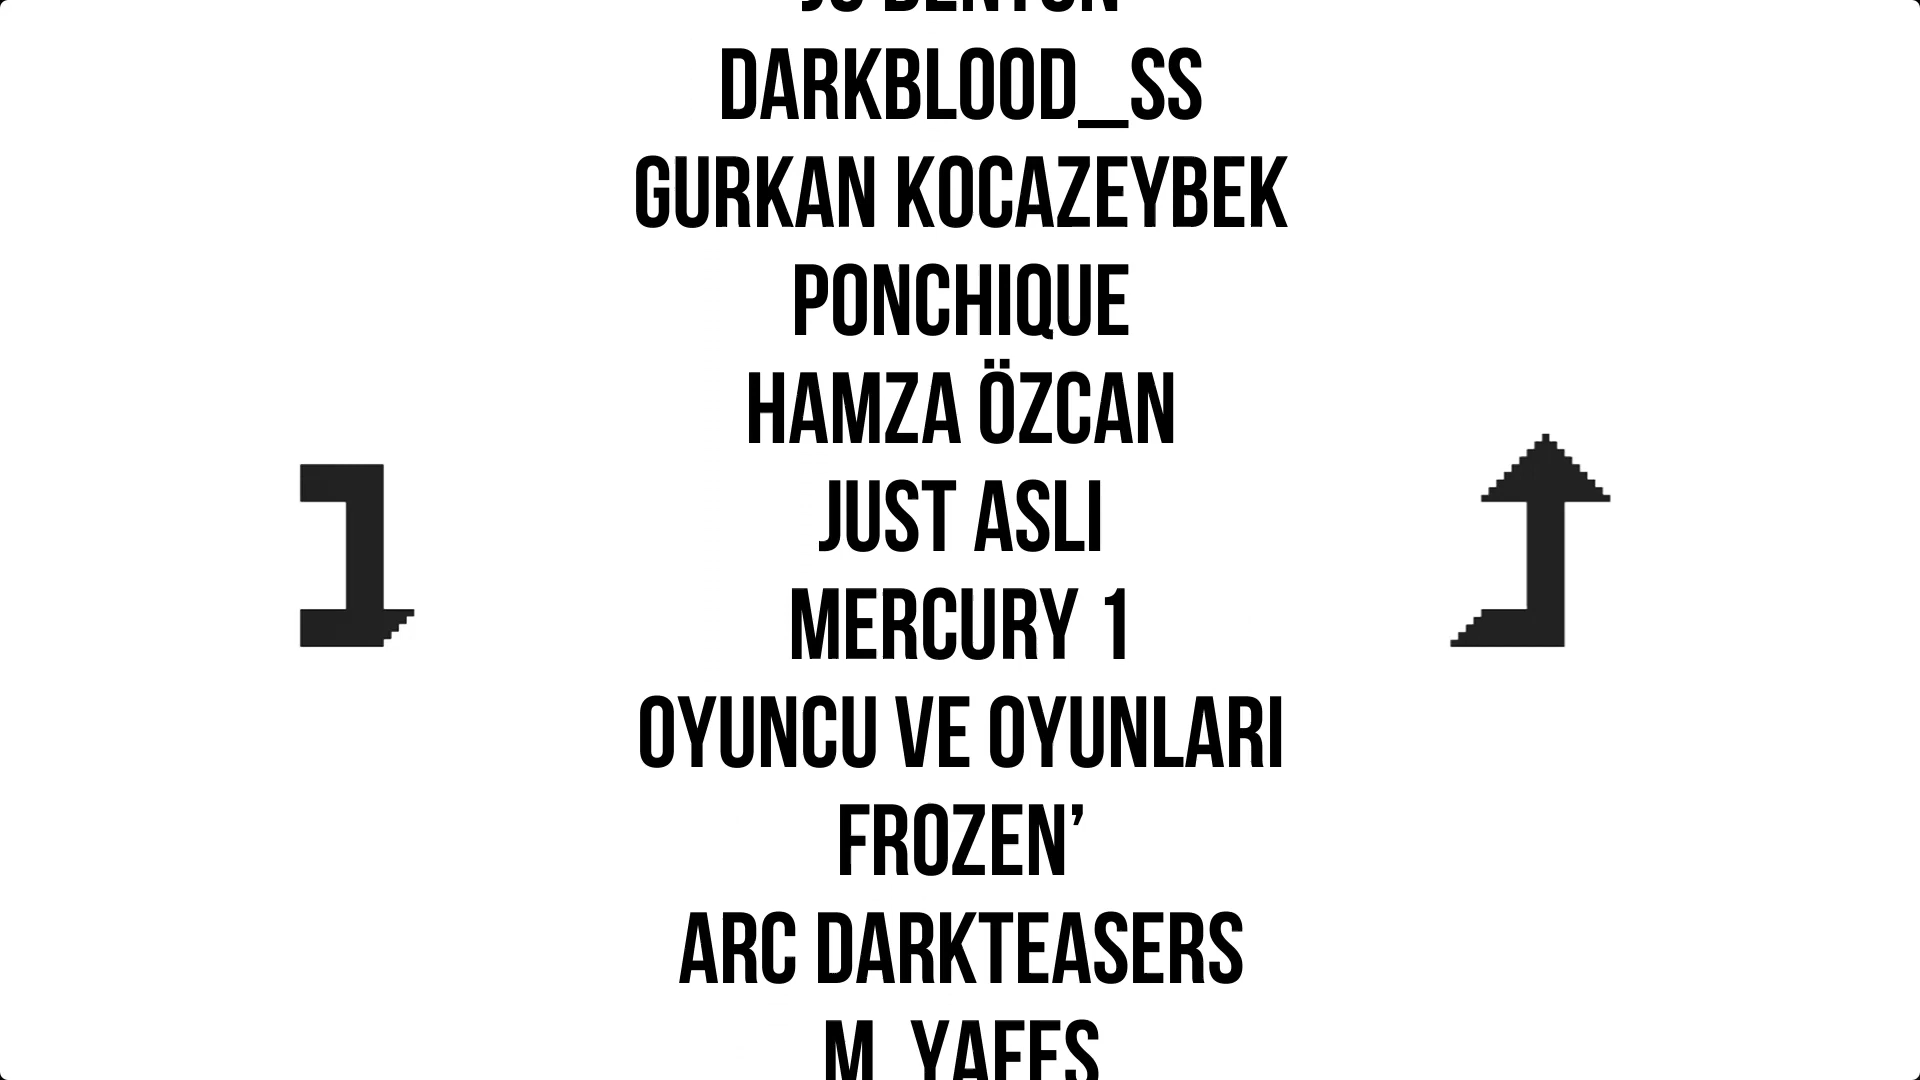 DARKBLOOD_SS
GURKAN KOCAZEYBEK
PONCHIQUE
HAMZA ÖZCAN
JUST ASLI
MERCURY 1
OYUNCU VE OYUNLARI
FROZEN’
ARC DARKTEASERS